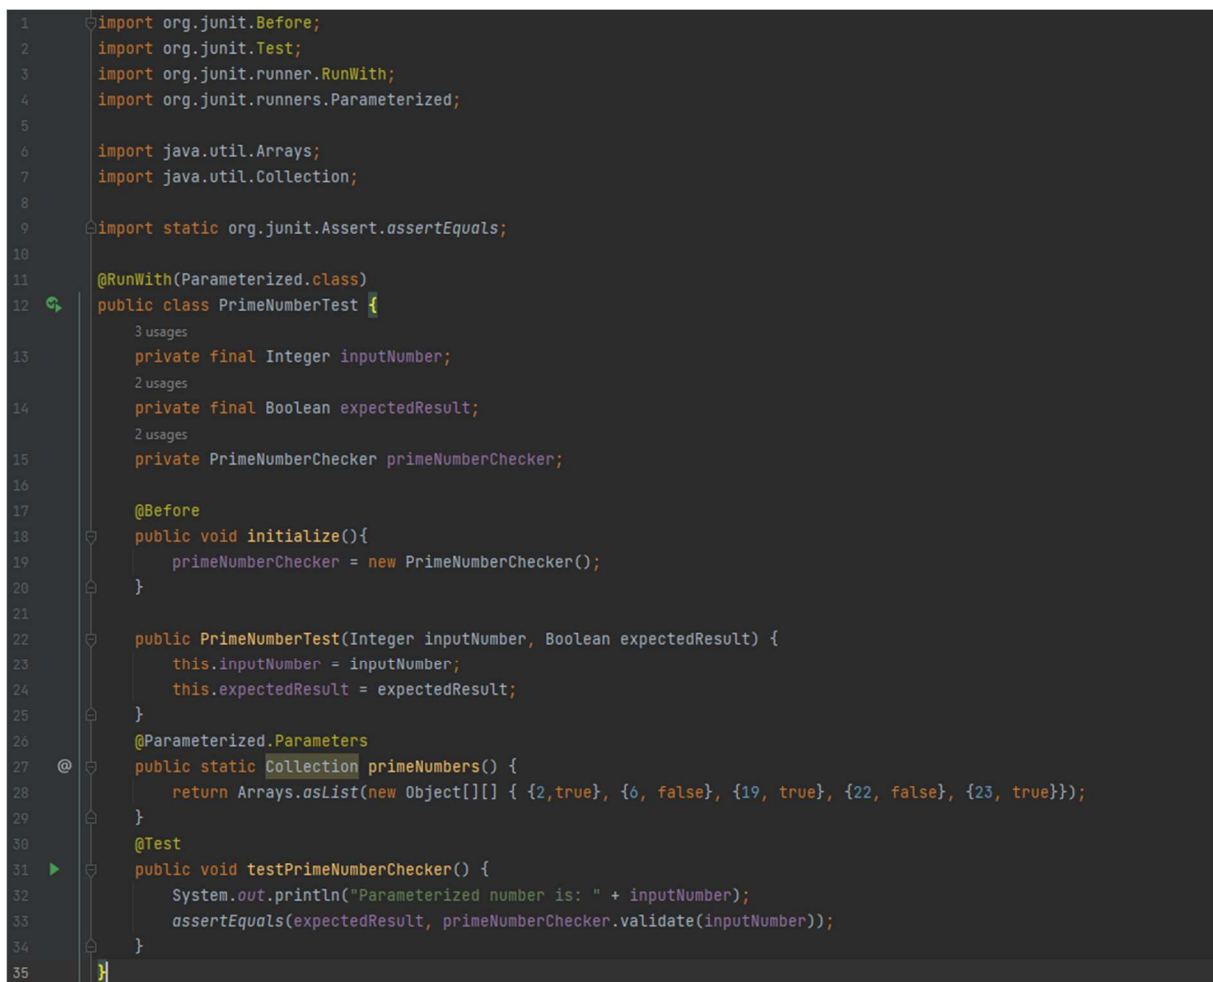 1 import org.junit.Before;
2 import org.junit.Test;
3 import org.junit.runner.RunWith;
4 import org.junit.runners.Parameterized;
5
6 import java.util.Arrays;
7 import java.util.Collection;
8
9 import static org.junit.Assert.assertEquals;
10
11 @RunWith(Parameterized.class)
12 public class PrimeNumberTest {
3 usages
13 private final Integer inputNumber;
2 usages
14 private final Boolean expectedResult;
2 usages
15 private PrimeNumberChecker primeNumberChecker;
16
17 @Before
18 public void initialize(){
19 primeNumberChecker = new PrimeNumberChecker();
20 }
21
22 public PrimeNumberTest(Integer inputNumber, Boolean expectedResult) {
23 this.inputNumber = inputNumber;
24 this.expectedResult = expectedResult;
25 }
26 @Parameterized.Parameters
27 @ public static Collection primeNumbers() {
28 return Arrays.asList(new Object[][] { {2,true}, {6, false}, {19, true}, {22, false}, {23, true}});
29 }
30 @Test
31 public void testPrimeNumberChecker() {
32 System.out.println("Parameterized number is: " + inputNumber);
33 assertEquals(expectedResult, primeNumberChecker.validate(inputNumber));
34 }
35 }